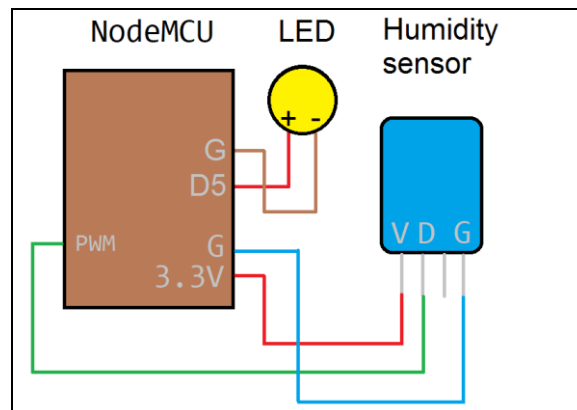 NodeMCU
LED
Humidity
sensor
+ -
G
D5
PWM
G
3.3V
V D G